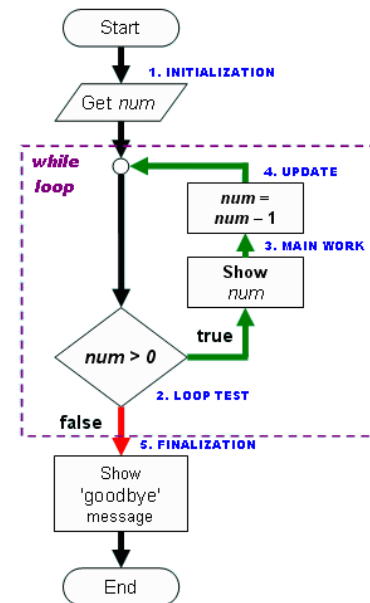 Start
1. INITIALIZATION
Get num
while
loop
4. UPDATE
num =
num – 1
3. MAIN WORK
Show
num
true
num > 0
2. LOOP TEST
false
5. FINALIZATION
Show
'goodbye'
message
End